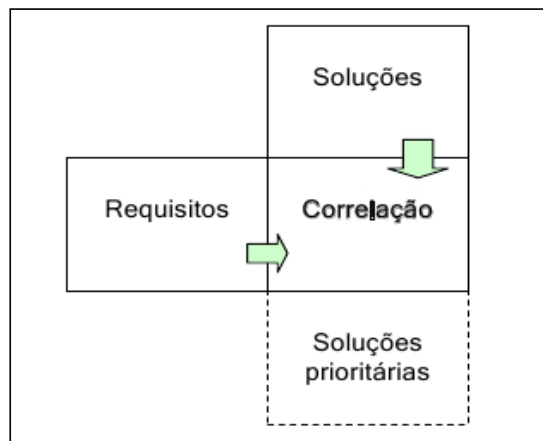 Soluções
Requisitos
Correlação
Soluções
prioritárias